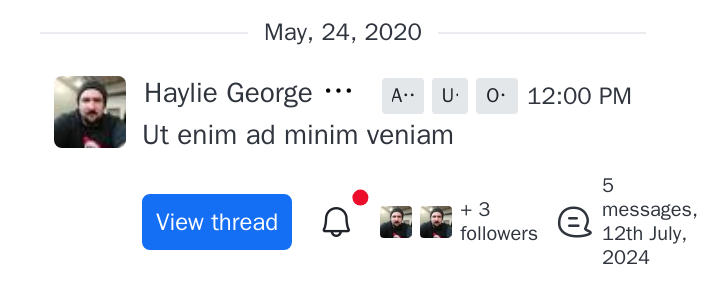 May, 24, 2020
Haylie George ··· A·· U· O· 12:00 PM
Ut enim ad minim veniam
View thread
+ 3
followers
5
messages,
12th July,
2024